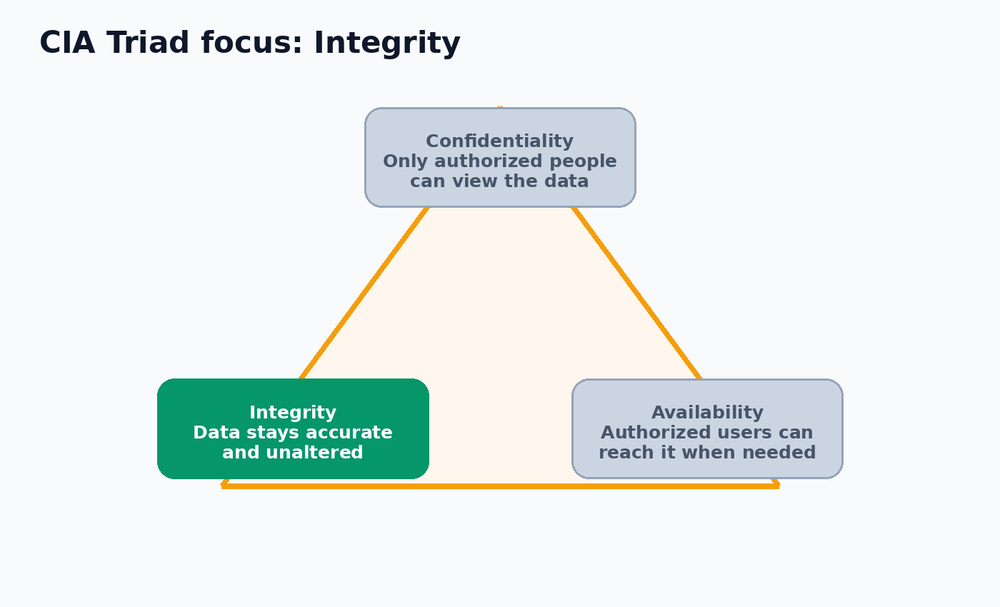 CIA Triad focus: Integrity
Confidentiality
Only authorized people
can view the data
Integrity
Data stays accurate
and unaltered
Availability
Authorized users can
reach it when needed